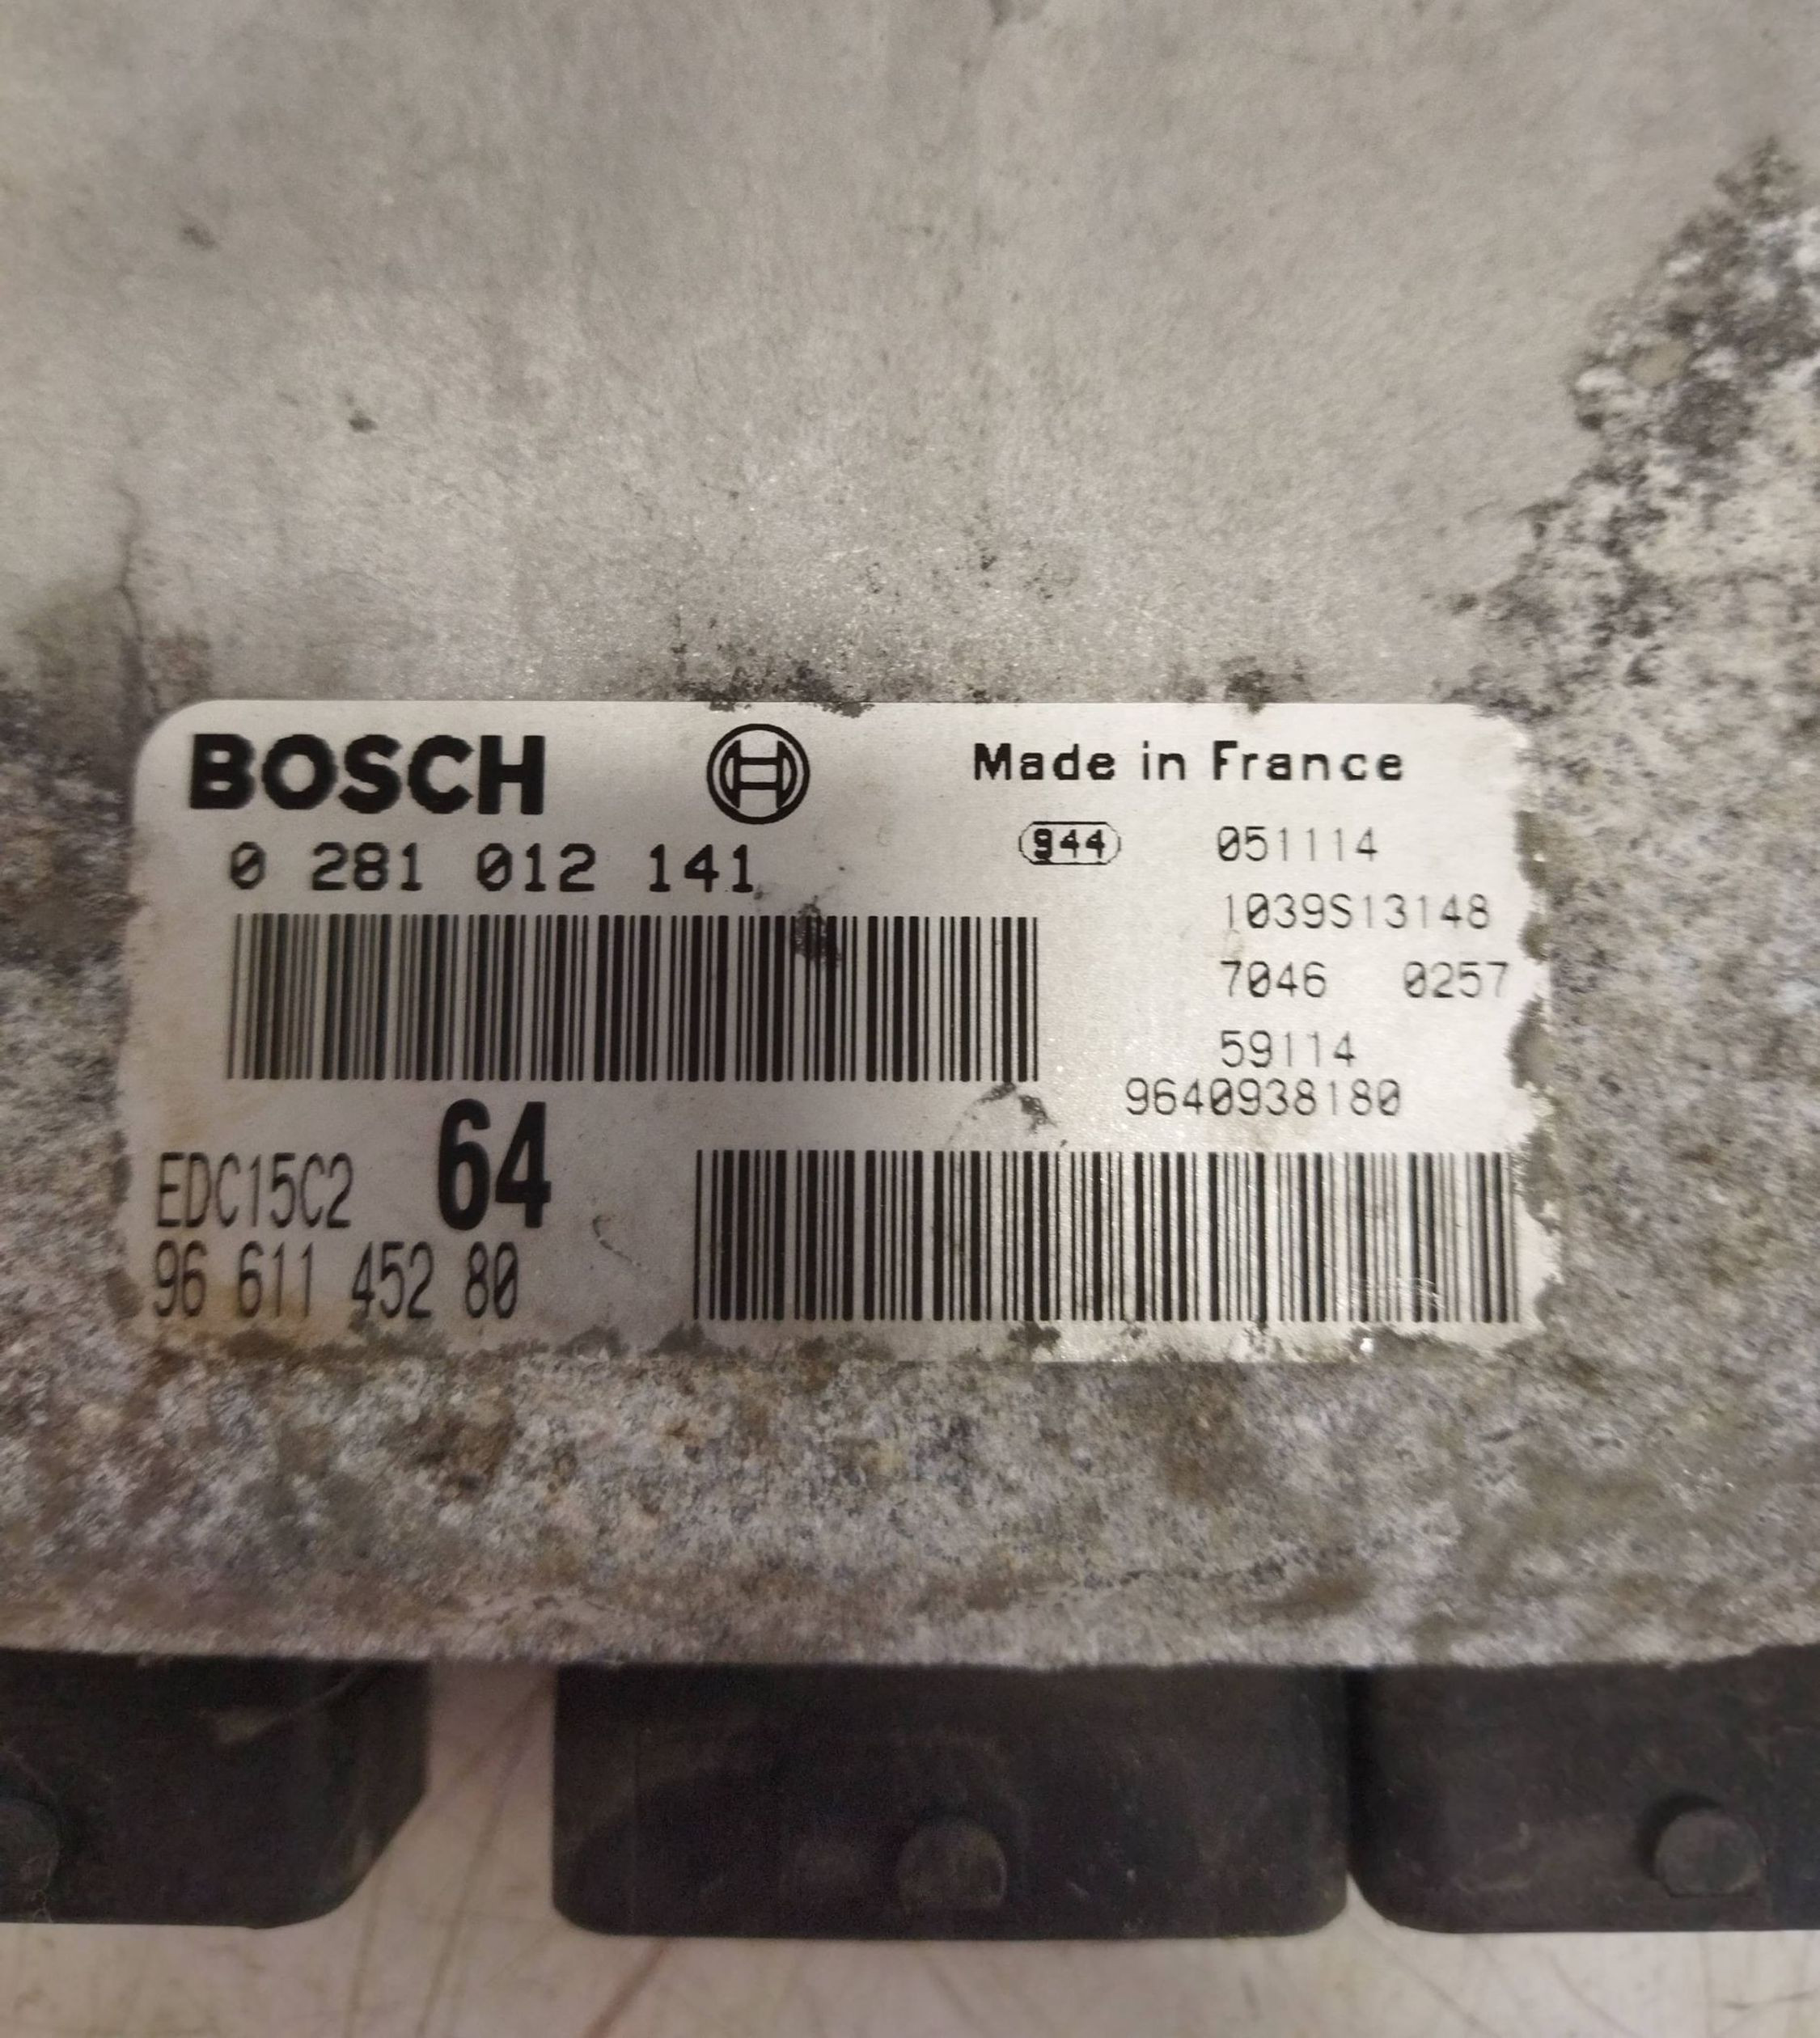 BOSCH
Made in France
0 281 012 141
944
051114
1039S13148
7046 0257
59114
9640938180
EDC15C2
64
96 611 452 80